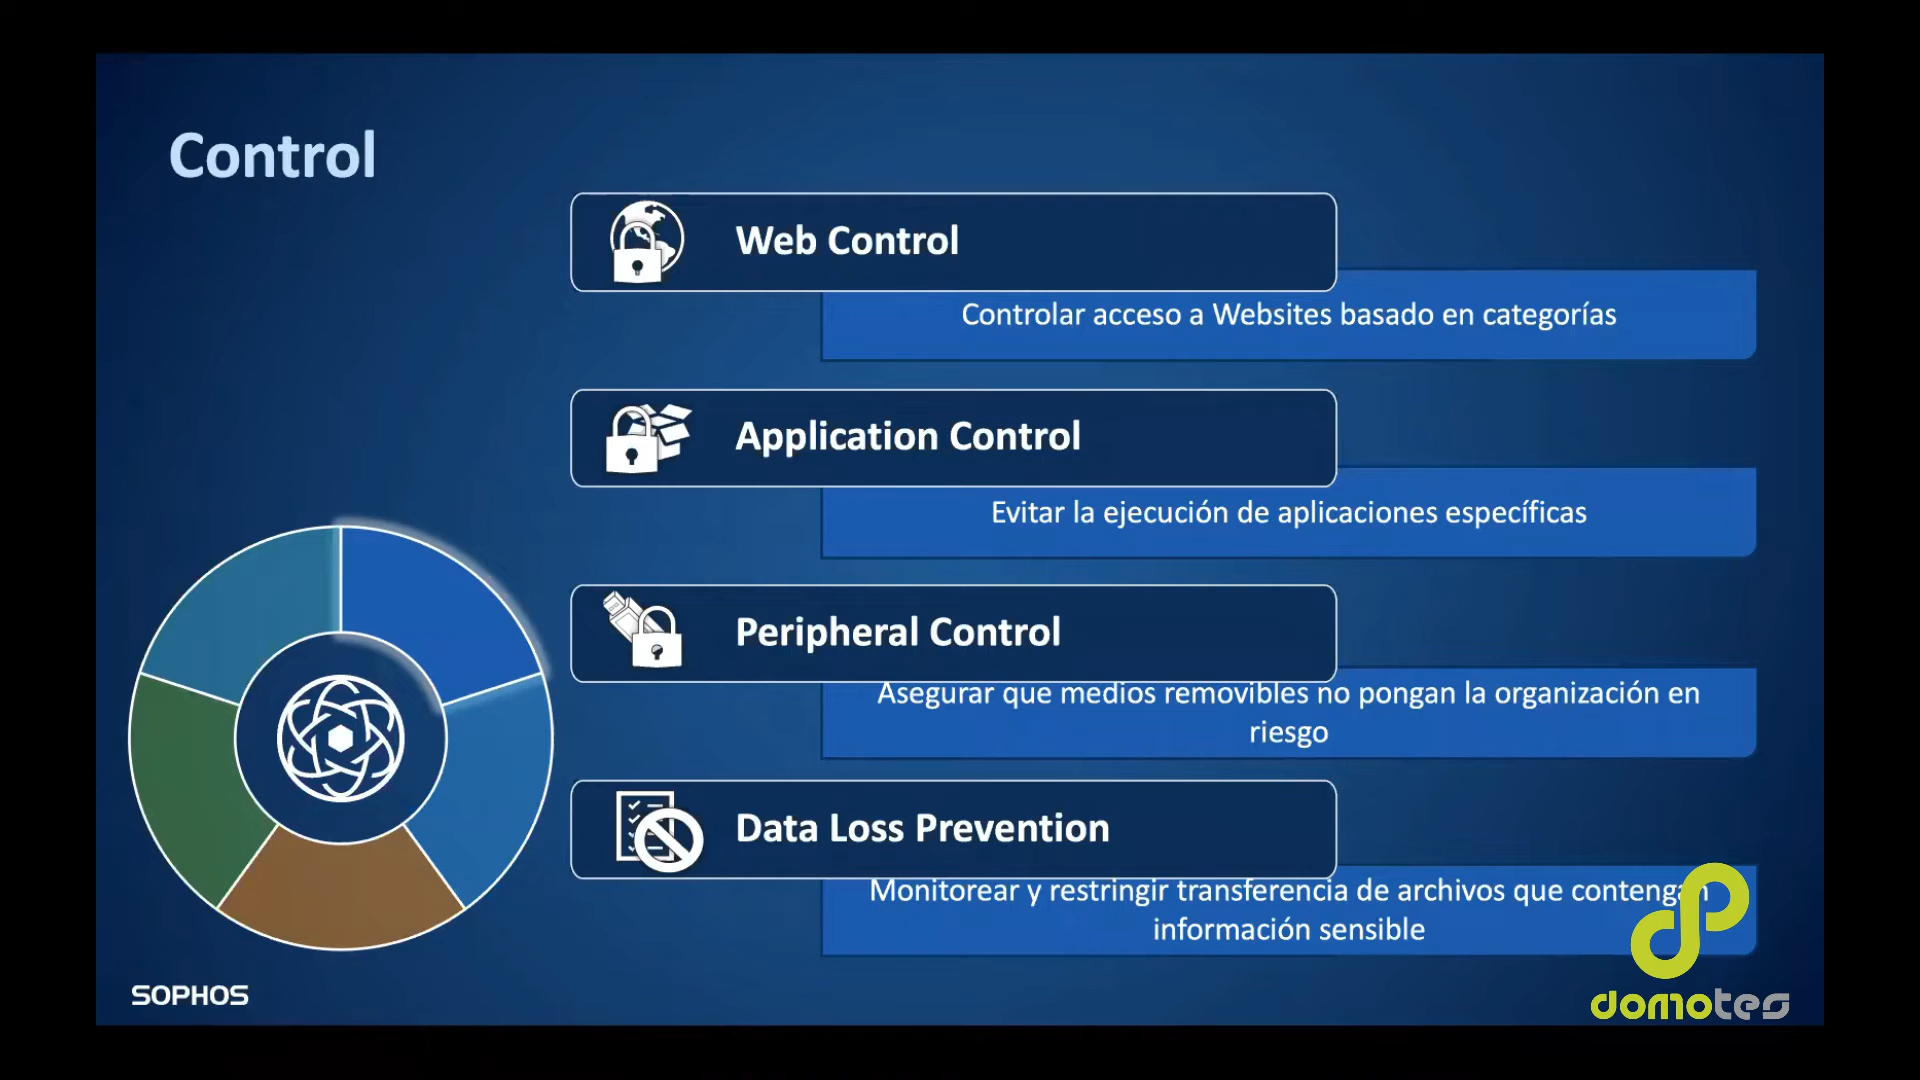 Control
Web Control
Controlar acceso a Websites basado en categorías
Application Control
Evitar la ejecución de aplicaciones específicas
Peripheral Control
Asegurar que medios removibles no pongan la organización en
riesgo
Data Loss Prevention
Monitorear y restringir transferencia de archivos que contengan
información sensible
SOPHOS
domotes